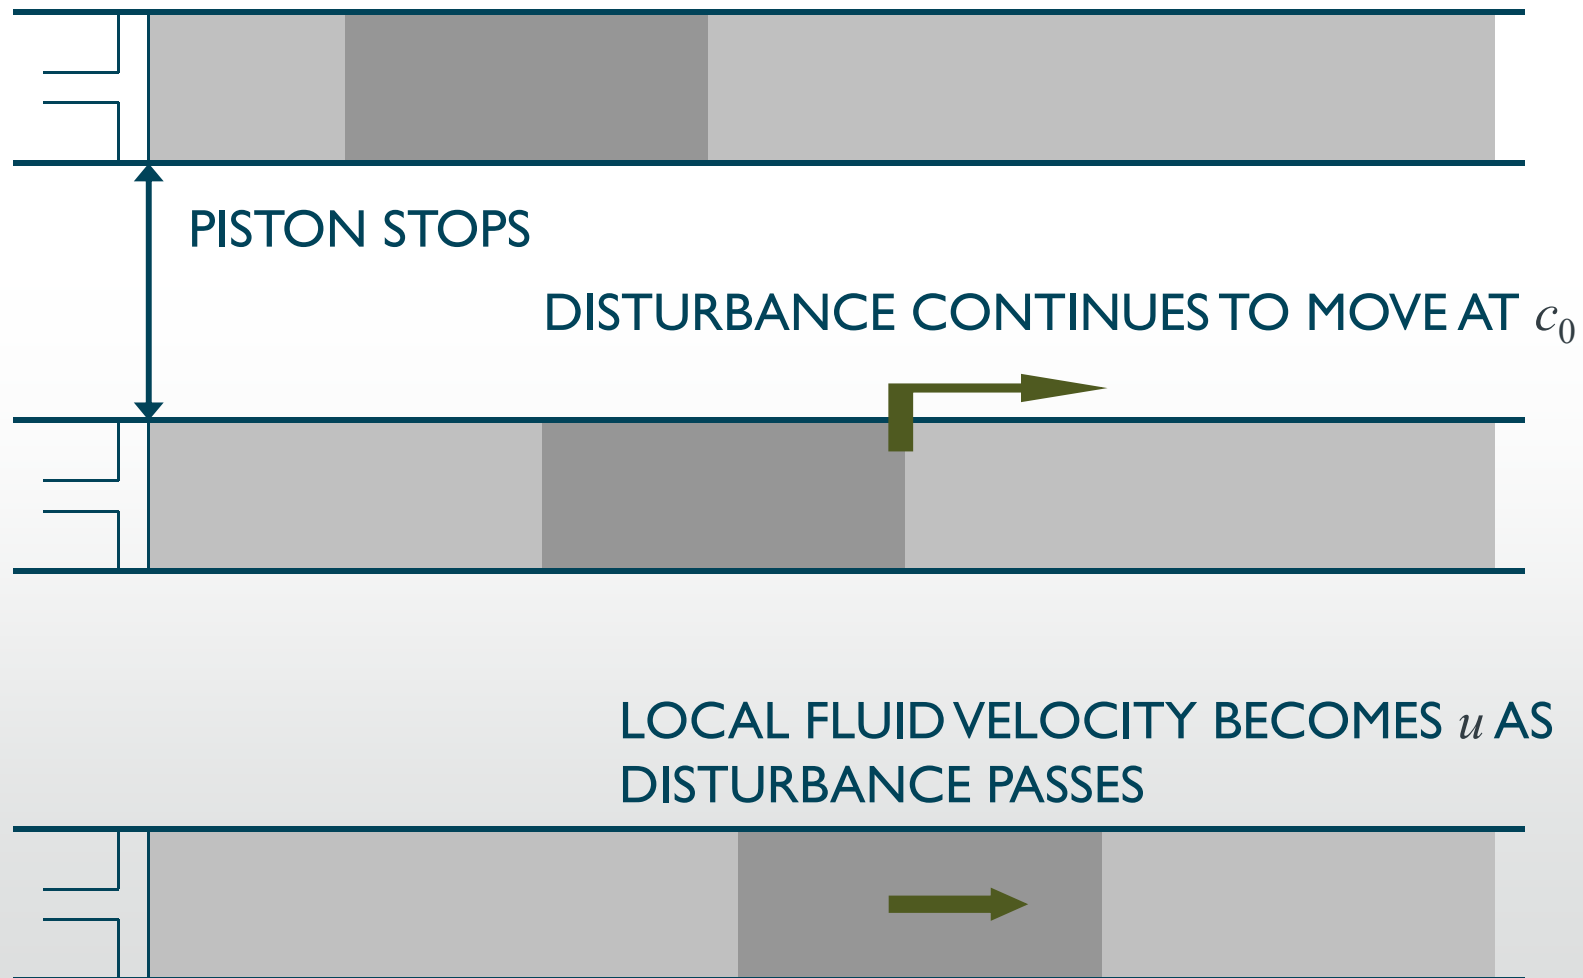 PISTON STOPS
DISTURBANCE CONTINUES TO MOVE AT c₀
LOCAL FLUID VELOCITY BECOMES u AS
DISTURBANCE PASSES